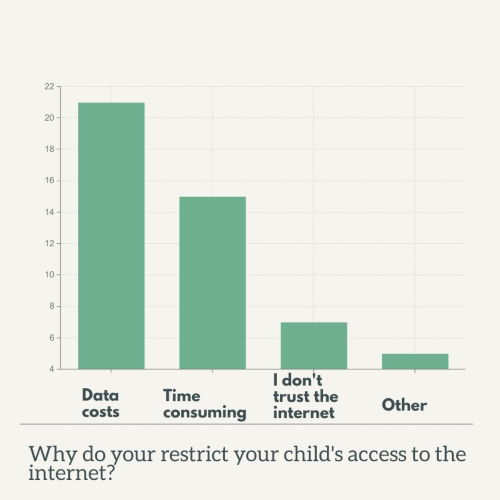 22
20
18
16
14
12
10
8
6
4
Data
costs
Time
consuming
I don't
trust the
internet
Other
Why do your restrict your child's access to the
internet?